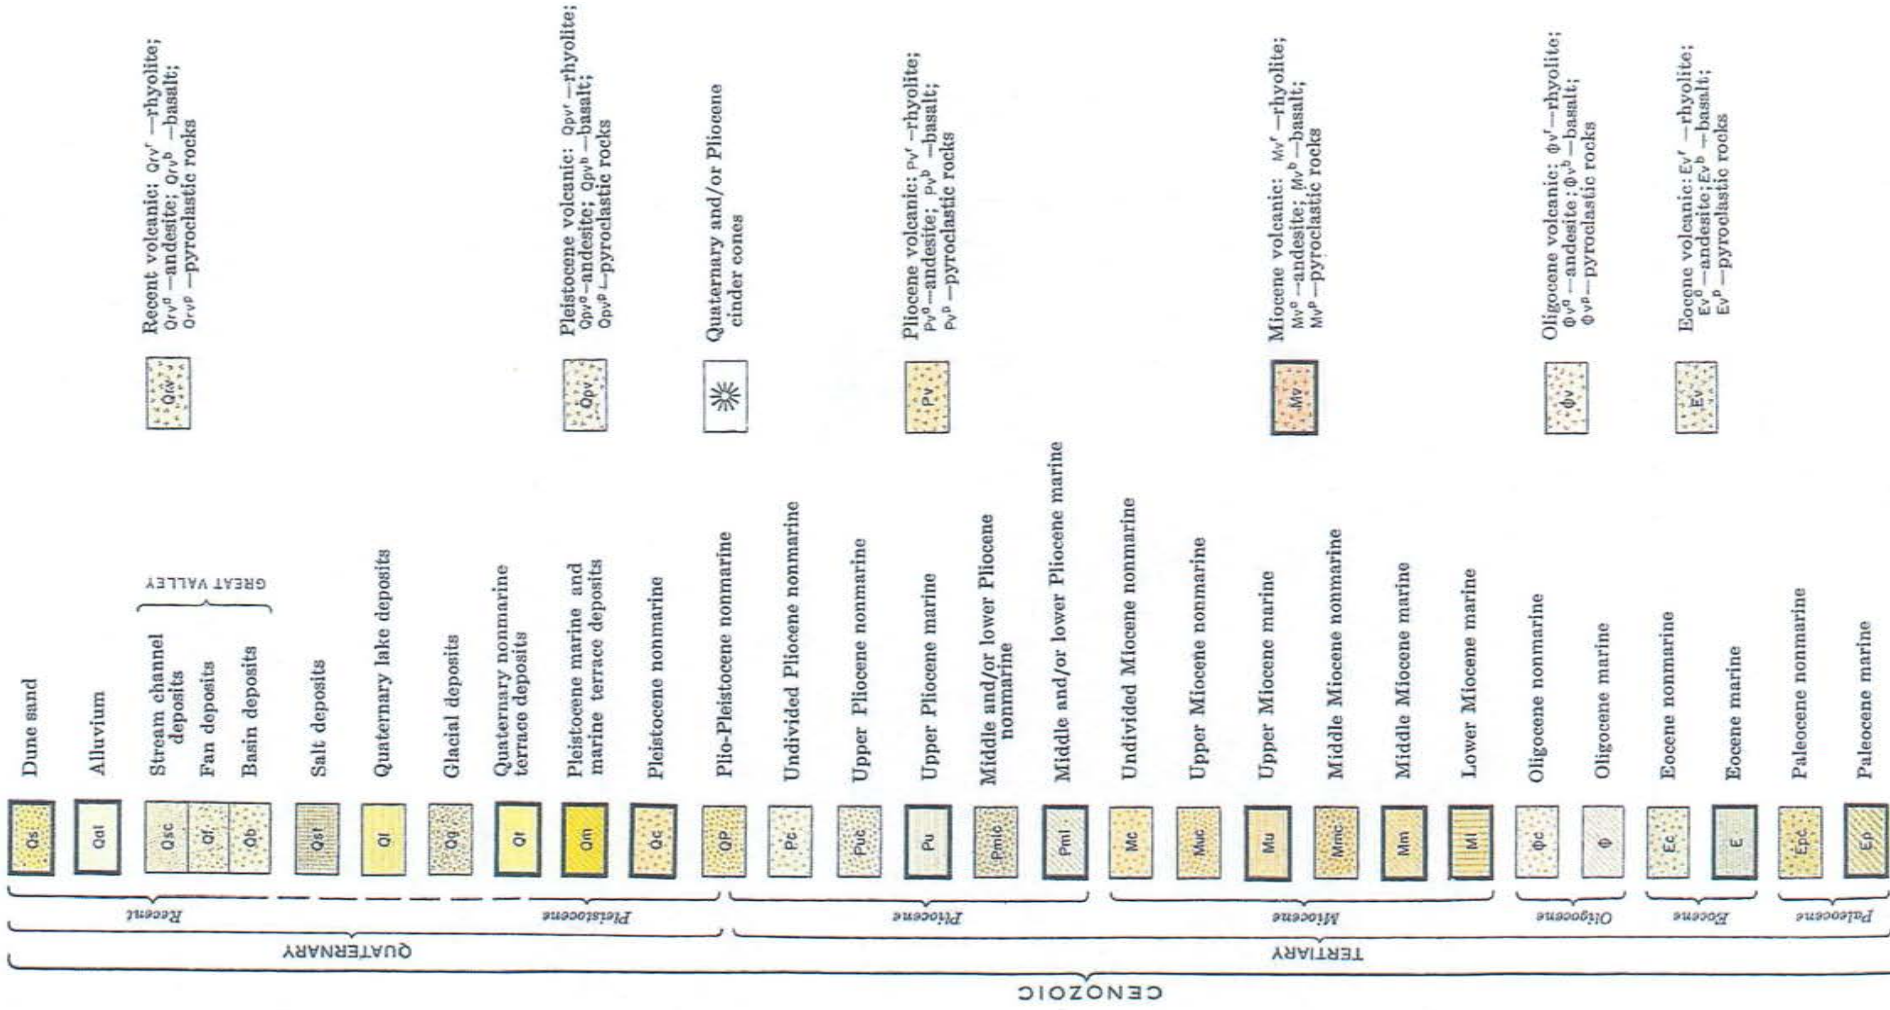 CENOZOIC
QUATERNARY
TERTIARY
Recent
Pleistocene
Pliocene
Miocene
Oligocene
Eocene
Paleocene
Qs
Dune sand
Qal
Alluvium
Qsc
Stream channel
deposits
Qf
Fan deposits
Qb
Basin deposits
GREAT VALLEY
Qst
Salt deposits
Ql
Quaternary lake deposits
Qg
Glacial deposits
Qt
Quaternary nonmarine
terrace deposits
Qm
Pleistocene marine and
marine terrace deposits
Qc
Pleistocene nonmarine
QP
Plio-Pleistocene nonmarine
Pc
Undivided Pliocene nonmarine
Puc
Upper Pliocene nonmarine
Pu
Upper Pliocene marine
Pmlc
Middle and/or lower Pliocene
nonmarine
Pml
Middle and/or lower Pliocene marine
Mc
Undivided Miocene nonmarine
Muc
Upper Miocene nonmarine
Mu
Upper Miocene marine
Mmc
Middle Miocene nonmarine
Mm
Middle Miocene marine
Ml
Lower Miocene marine
Φc
Oligocene nonmarine
Φ
Oligocene marine
Ec
Eocene nonmarine
E
Eocene marine
Epc
Paleocene nonmarine
Ep
Paleocene marine
Qrv
Recent volcanic: Qrvʳ —rhyolite;
Qrvᵃ —andesite; Qrvᵇ —basalt;
Qrvᵖ —pyroclastic rocks
Qpv
Pleistocene volcanic: Qpvʳ —rhyolite;
Qpvᵃ—andesite; Qpvᵇ —basalt;
Qpvᵖ —pyroclastic rocks
Quaternary and/or Pliocene
cinder cones
Pv
Pliocene volcanic: Pvʳ —rhyolite;
Pvᵃ —andesite; Pvᵇ —basalt;
Pvᵖ —pyroclastic rocks
Mv
Miocene volcanic: Mvʳ —rhyolite;
Mvᵃ —andesite; Mvᵇ —basalt;
Mvᵖ —pyroclastic rocks
Φv
Oligocene volcanic: Φvʳ —rhyolite;
Φvᵃ —andesite; Φvᵇ —basalt;
Φvᵖ —pyroclastic rocks
Ev
Eocene volcanic: Evʳ —rhyolite;
Evᵃ —andesite; Evᵇ —basalt;
Evᵖ —pyroclastic rocks